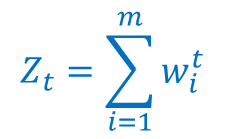 Z_t = \sum_{i=1}^{m} w_i^t